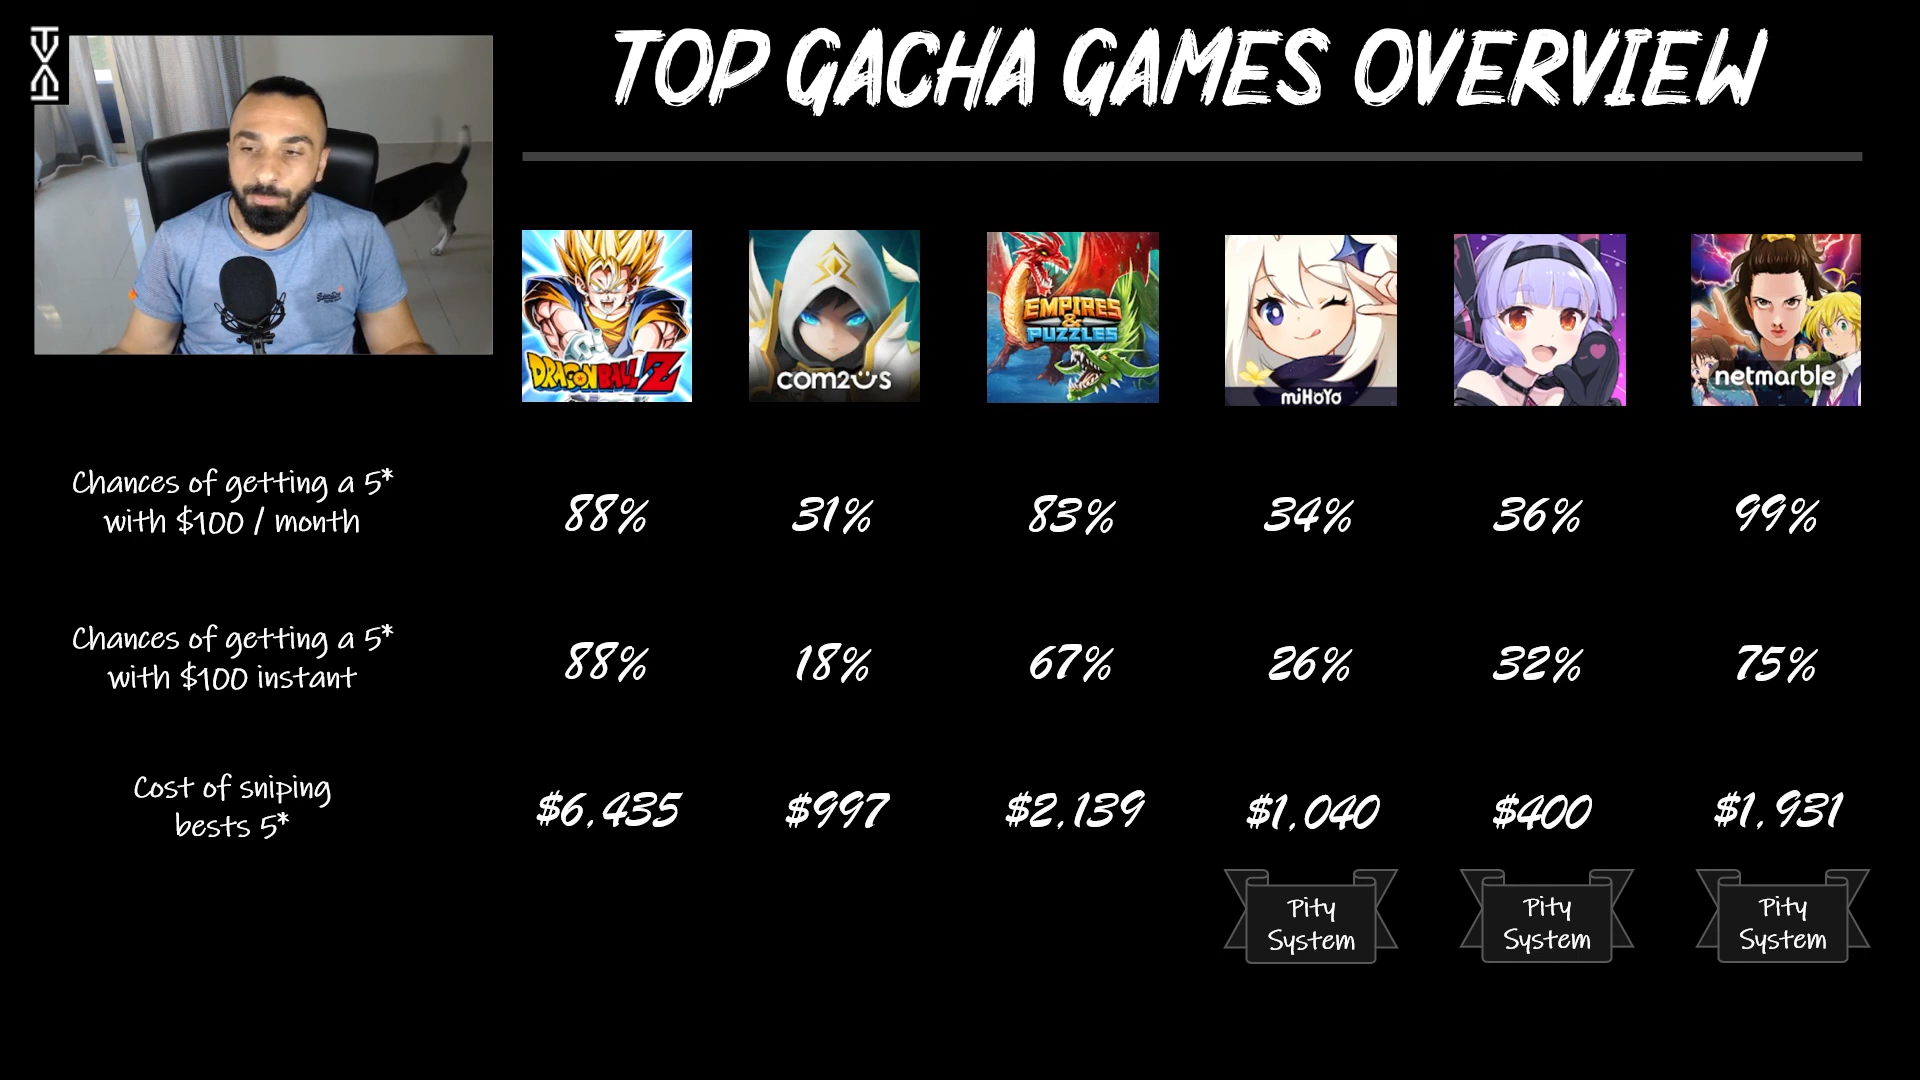 TOP GACHA GAMES OVERVIEW
DRAGON BALL Z
com2us
EMPIRES
&
PUZZLES
miHoYo
netmarble
Chances of getting a 5*
with $100 / month
88% 31% 83% 34% 36% 99%
Chances of getting a 5*
with $100 instant
88% 18% 67% 26% 32% 75%
Cost of sniping
bests 5*
$6,435 $997 $2,139 $1,040 $400 $1,931
Pity
System
Pity
System
Pity
System